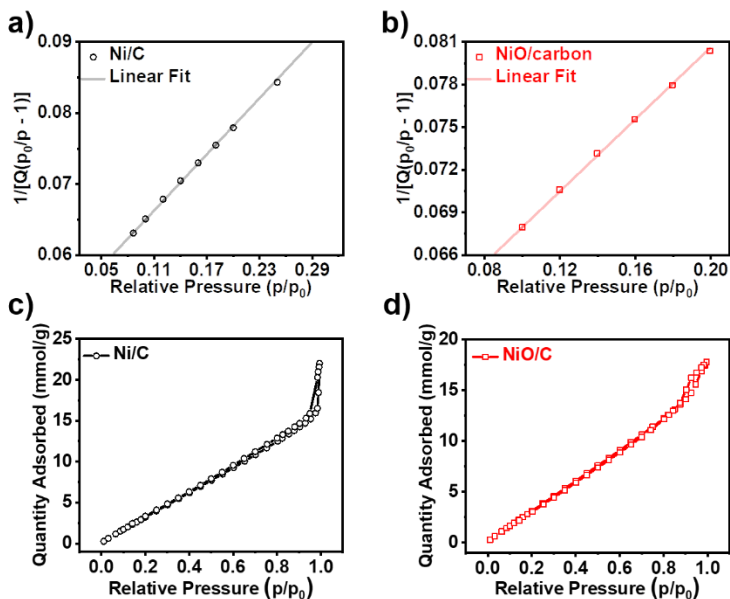 a)
Ni/C
Linear Fit
1/[Q(p₀/p - 1)]
0.09
0.08
0.07
0.06
0.05 0.11 0.17 0.23 0.29
Relative Pressure (p/p₀)
b)
NiO/carbon
Linear Fit
1/[Q(p₀/p - 1)]
0.081
0.078
0.075
0.072
0.069
0.066
0.08 0.12 0.16 0.20
Relative Pressure (p/p₀)
c)
Ni/C
Quantity Adsorbed (mmol/g)
25
20
15
10
5
0
0.0 0.2 0.4 0.6 0.8 1.0
Relative Pressure (p/p₀)
d)
NiO/C
Quantity Adsorbed (mmol/g)
20
15
10
5
0
0.0 0.2 0.4 0.6 0.8 1.0
Relative Pressure (p/p₀)